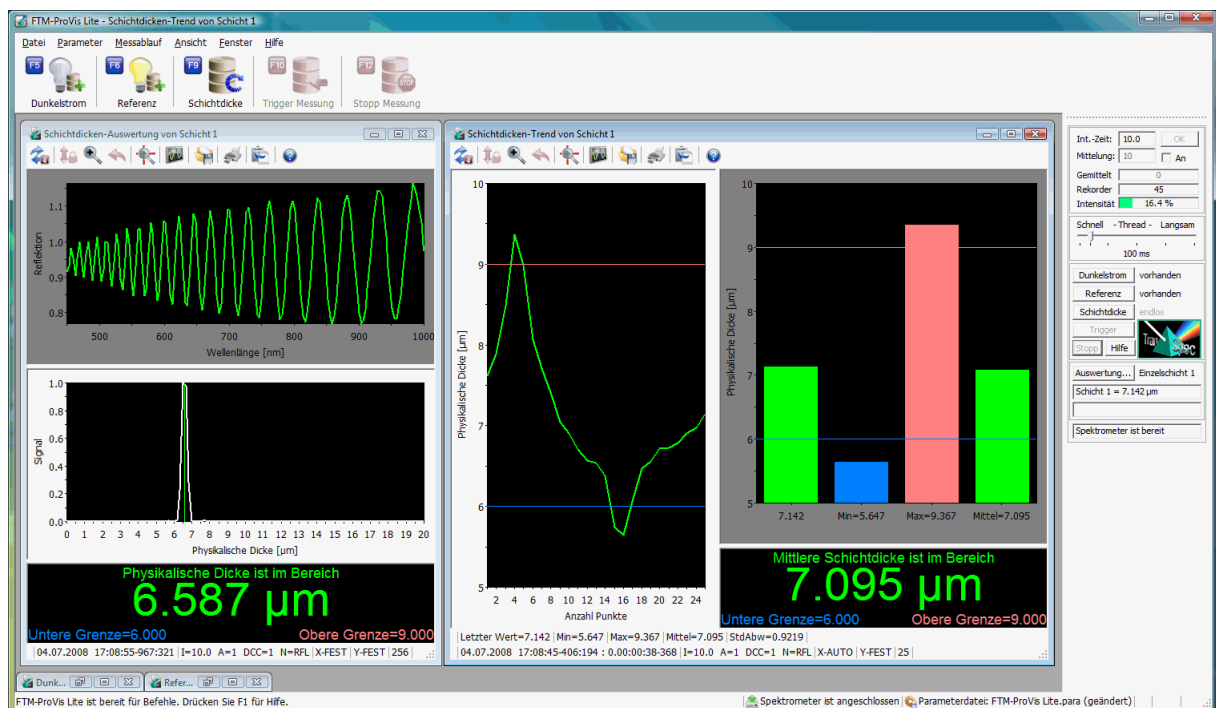 FTM-ProVis Lite - Schichtdicken-Trend von Schicht 1
Datei Parameter Messablauf Ansicht Fenster Hilfe
F5 F6 F9 F10 F12
STOP
Dunkelstrom Referenz Schichtdicke Trigger Messung Stopp Messung
Schichtdicken-Auswertung von Schicht 1
1.1
1.0
0.9
0.8
Reflektion
500 600 700 800 900 1000
Wellenlänge [nm]
1.0
0.8
0.6
0.4
0.2
0.0
Signal
0 1 2 3 4 5 6 7 8 9 10 11 12 13 14 15 16 17 18 19 20
Physikalische Dicke [µm]
Physikalische Dicke ist im Bereich
6.587 µm
Untere Grenze=6.000 Obere Grenze=9.000
04.07.2008 17:08:55-967:321 I=10.0 A=1 DCC=1 N=RFL X-FEST Y-FEST 256
Schichtdicken-Trend von Schicht 1
10
9
8
7
6
5
Physikalische Dicke [µm]
2 4 6 8 10 12 14 16 18 20 22 24
Anzahl Punkte
10
9
8
7
6
5
Physikalische Dicke [µm]
7.142 Min=5.647 Max=9.367 Mittel=7.095
Mittlere Schichtdicke ist im Bereich
7.095 µm
Untere Grenze=6.000 Obere Grenze=9.000
Letzter Wert=7.142 Min=5.647 Max=9.367 Mittel=7.095 StdAbw=0.9219
04.07.2008 17:08:45-406:194 : 0.00:00:38-368 I=10.0 A=1 DCC=1 N=RFL X-AUTO Y-FEST 25
Int.-Zeit: 10.0 OK
Mittelung: 10 An
Gemittelt 0
Rekorder 45
Intensität 16.4 %
Schnell - Thread - Langsam
100 ms
Dunkelstrom vorhanden
Referenz vorhanden
Schichtdicke endlos
Trigger
Stopp Hilfe
Tran Spec
Auswertung... Einzelschicht 1
Schicht 1 = 7.142 µm
Spektrometer ist bereit
Dunk... Refer...
FTM-ProVis Lite ist bereit für Befehle. Drücken Sie F1 für Hilfe.
Spektrometer ist angeschlossen Parameterdatei: FTM-ProVis Lite.para (geändert)